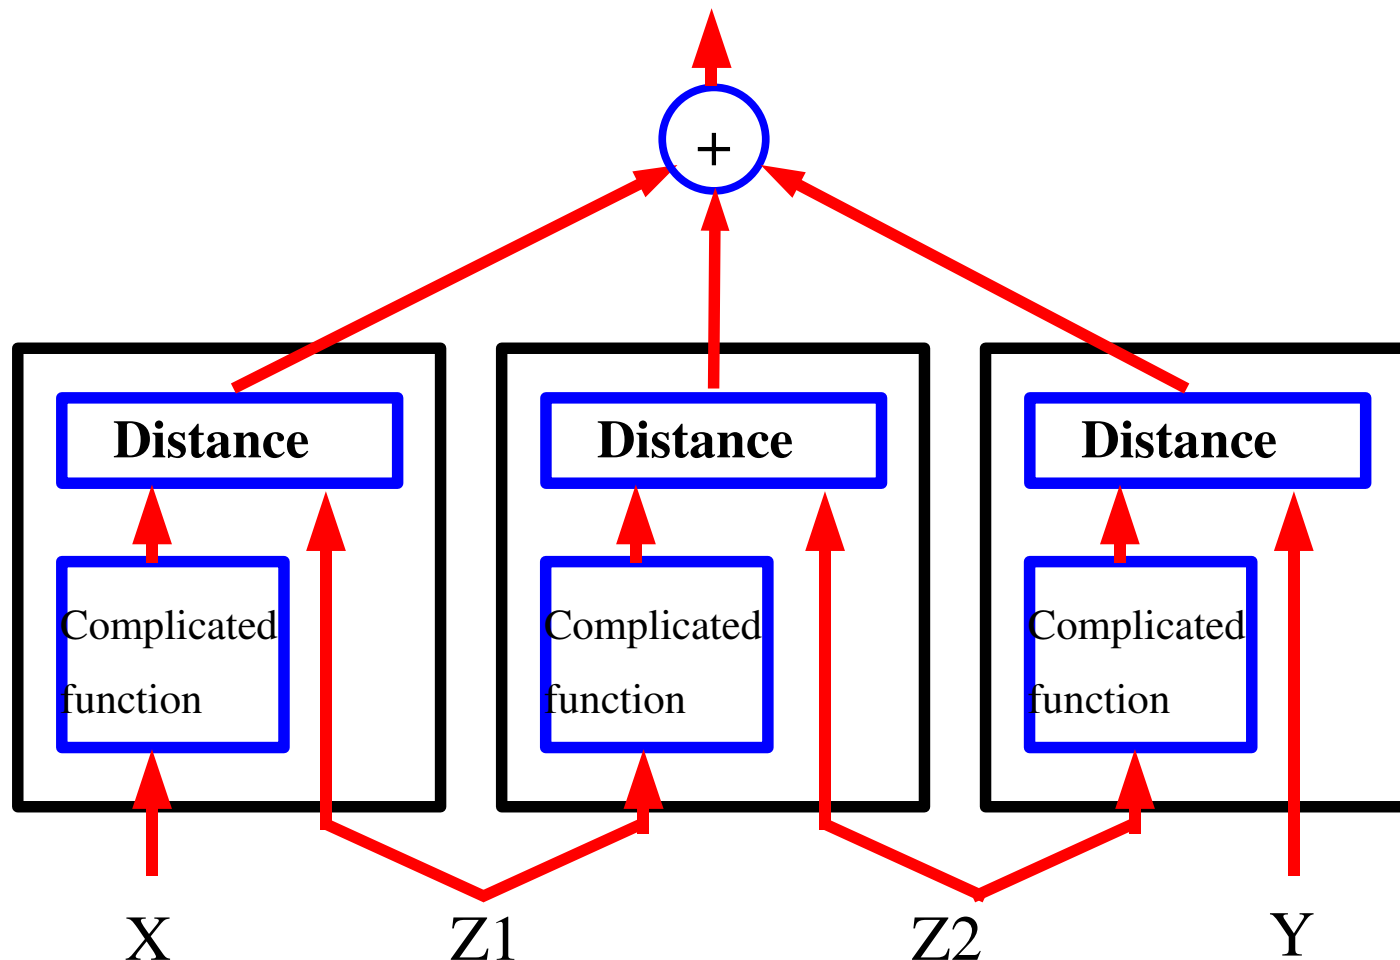 +
Distance
Distance
Distance
Complicated
function
Complicated
function
Complicated
function
X
Z1
Z2
Y